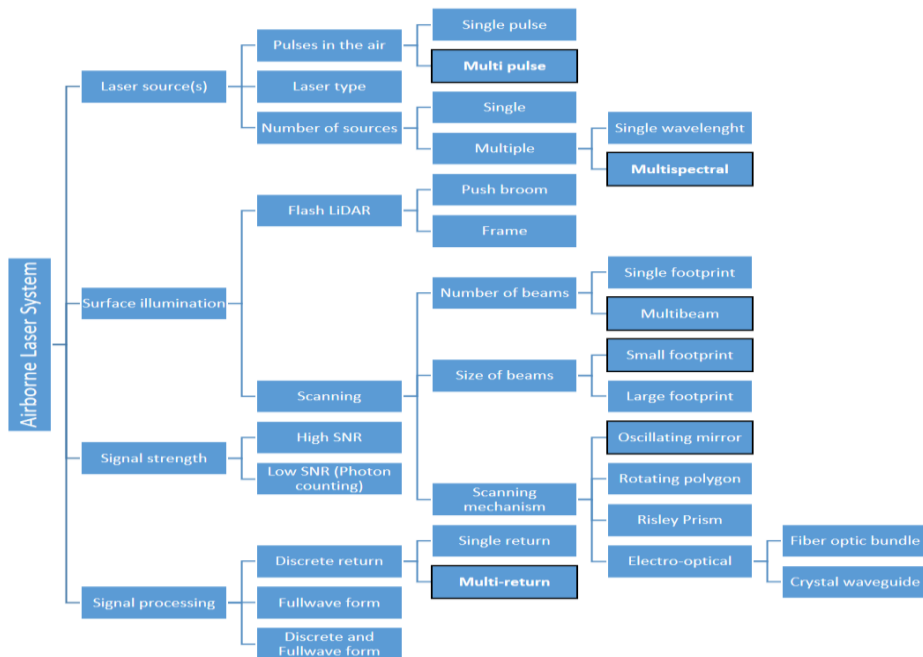 Single pulse
Pulses in the air
Multi pulse
Laser source(s)
Laser type
Single
Number of sources
Single wavelenght
Multiple
Multispectral
Push broom
Flash LiDAR
Frame
Airborne Laser System
Single footprint
Number of beams
Surface illumination
Multibeam
Small footprint
Size of beams
Scanning
Large footprint
High SNR
Oscillating mirror
Signal strength
Low SNR (Photon
counting)
Rotating polygon
Scanning
mechanism
Risley Prism
Single return
Fiber optic bundle
Discrete return
Electro-optical
Multi-return
Crystal waveguide
Signal processing
Fullwave form
Discrete and
Fullwave form